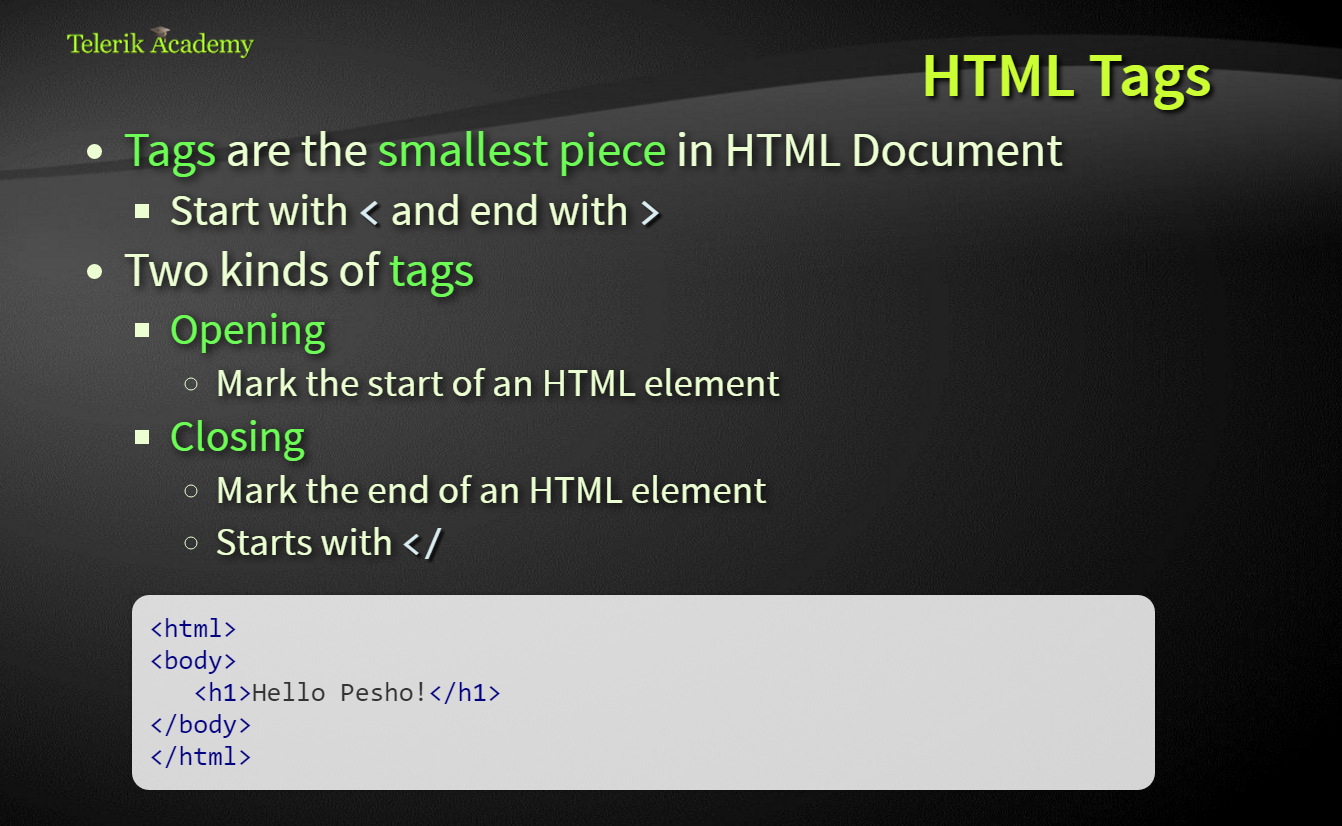 Telerik Academy
HTML Tags
Tags are the smallest piece in HTML Document
Start with < and end with >
Two kinds of tags
Opening
Mark the start of an HTML element
Closing
Mark the end of an HTML element
Starts with </
<html>
<body>
   <h1>Hello Pesho!</h1>
</body>
</html>